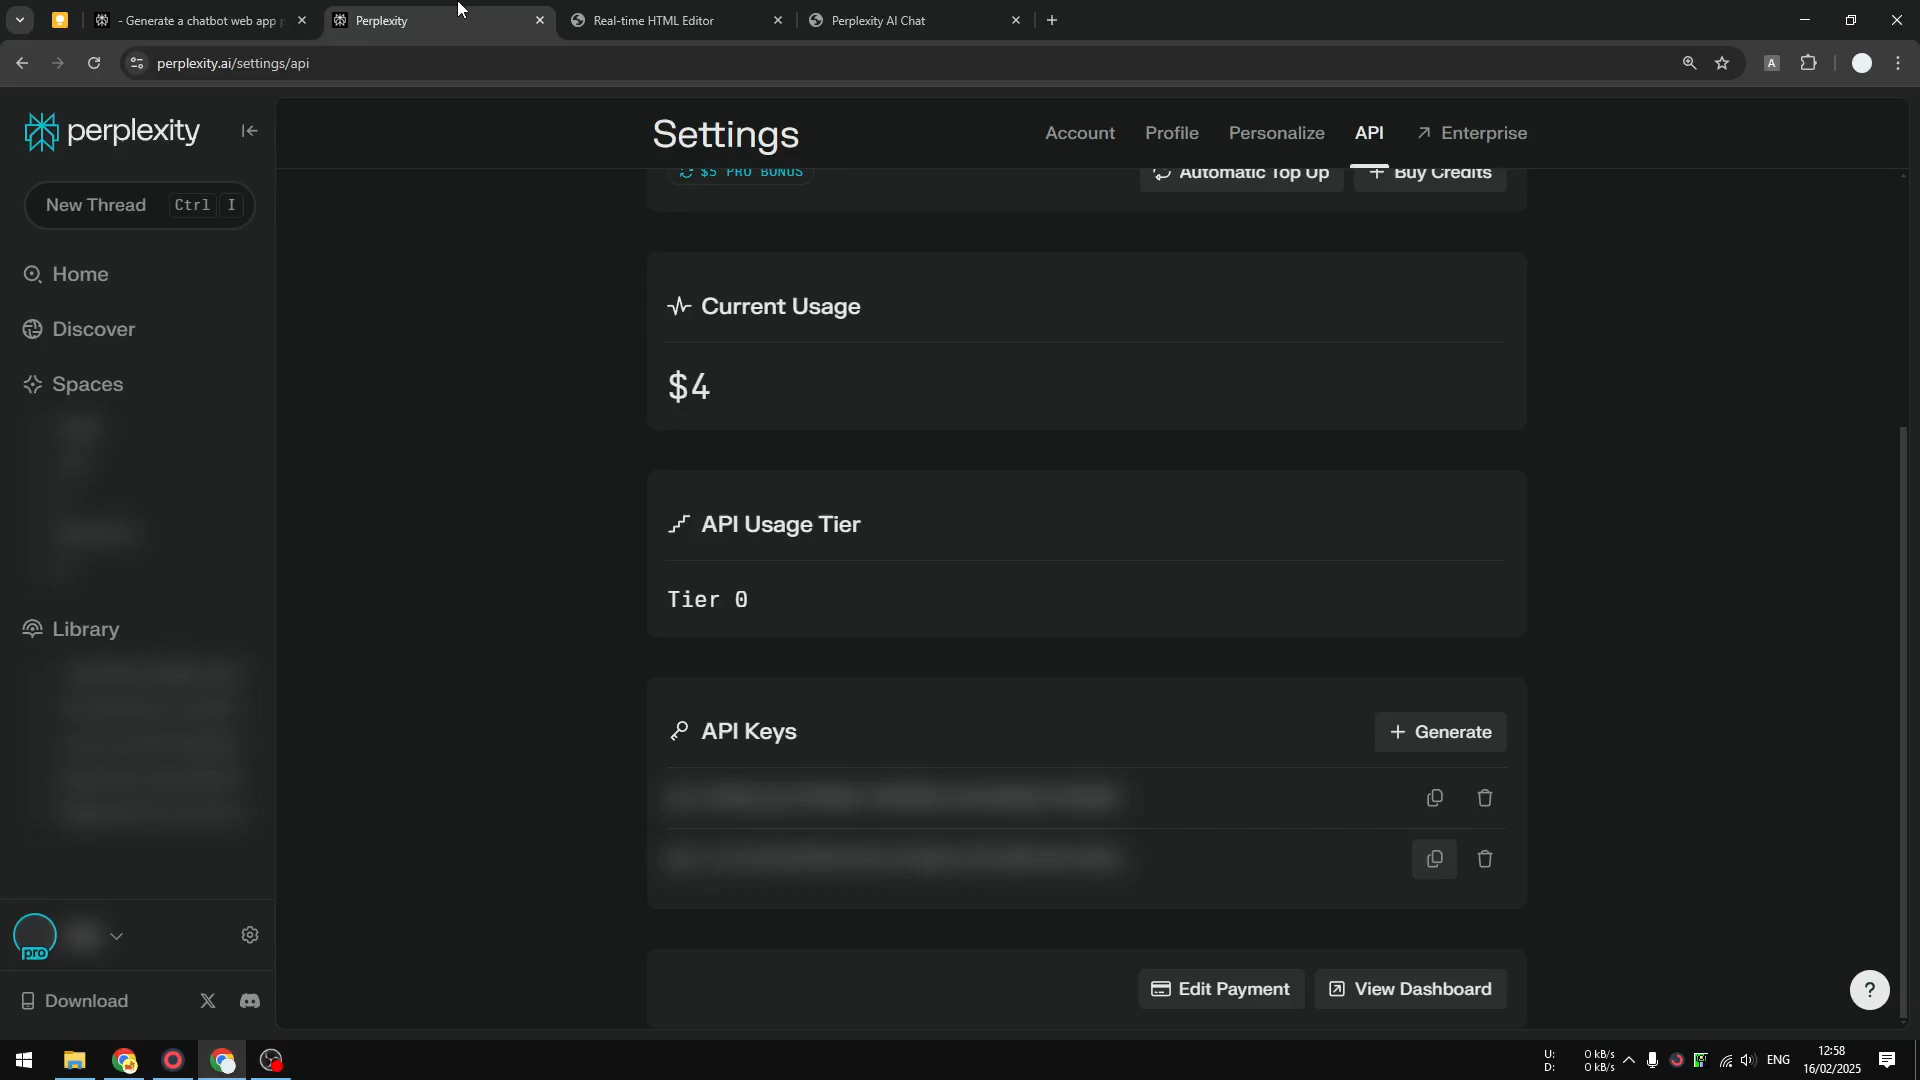 - Generate a chatbot web app
Perplexity
Real-time HTML Editor
Perplexity AI Chat
perplexity.ai/settings/api
A
perplexity
New Thread Ctrl I
Home
Discover
Spaces
Library
pro
Download
Settings
Account Profile Personalize API Enterprise
$5 PRO BONUS
Automatic Top Up
Buy Credits
Current Usage
$4
API Usage Tier
Tier 0
API Keys
Generate
Edit Payment
View Dashboard
?
U: 0 kB/s
D: 0 kB/s
ENG
12:58
16/02/2025